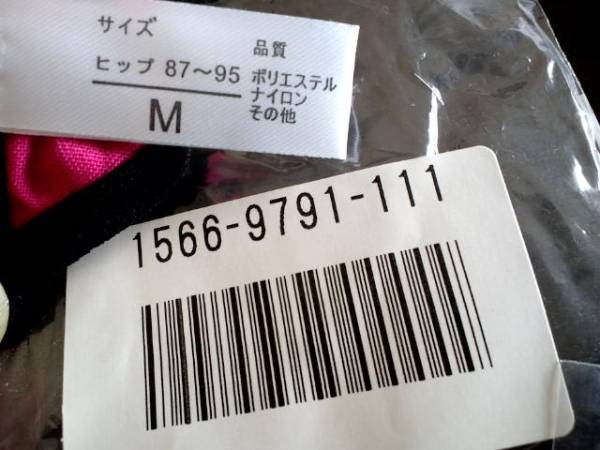 サイズ
ヒップ 87〜95
M
品質
ポリエステル
ナイロン
その他
1566-9791-111